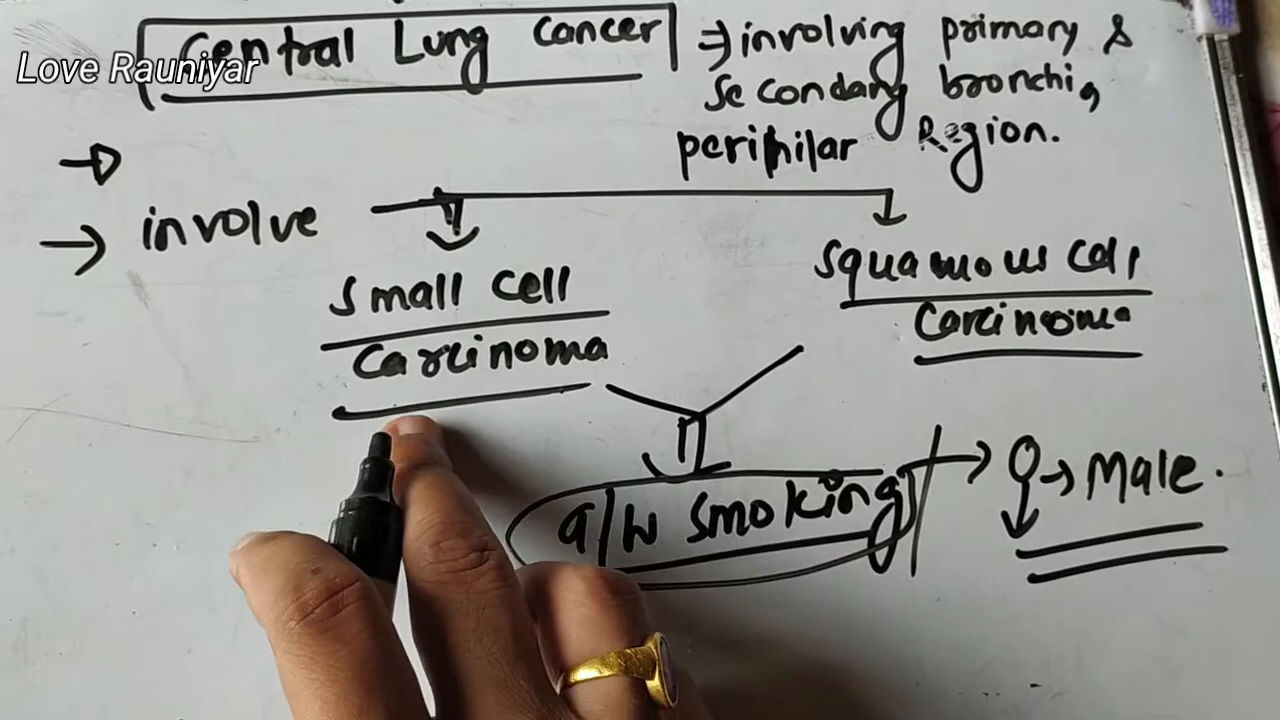 Central Lung Cancer
Love Rauniyar
→ involving primary &
secondary bronchi,
perihilar Region.
→ involve
Small cell
Carcinoma
Squamous Cell
Carcinoma
a/w smoking
→ Male.